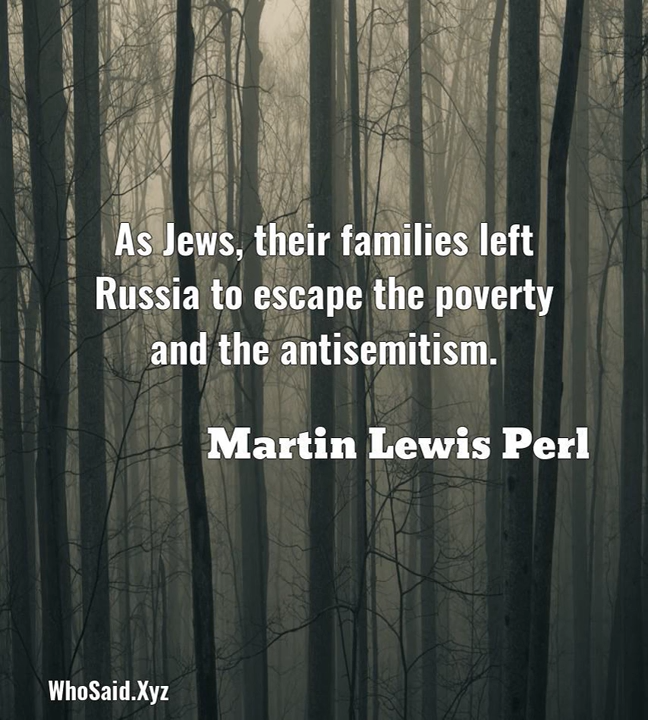 As Jews, their families left
Russia to escape the poverty
and the antisemitism.
Martin Lewis Perl
WhoSaid.Xyz